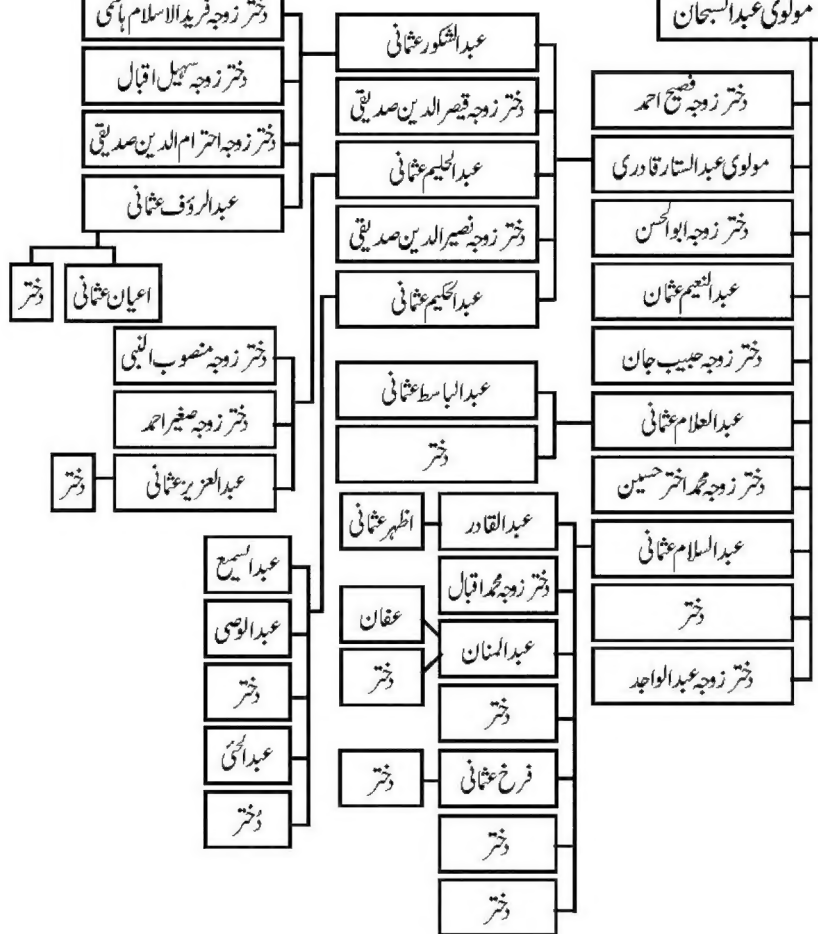 مولوی عبدالسبحان
دختر زوجہ فصیح احمد
مولوی عبدالستار قادری
دختر زوجہ ابوالحسن
عبدالنعیم عثمان
دختر زوجہ حبیب جان
عبدالعلام عثمانی
دختر زوجہ محمد اختر حسین
عبدالسلام عثمانی
دختر
دختر زوجہ عبدالواجد
عبدالشکور عثمانی
دختر زوجہ قیصر الدین صدیقی
عبدالحلیم عثمانی
دختر زوجہ نصیر الدین صدیقی
عبدالحکیم عثمانی
عبدالباسط عثمانی
دختر
عبدالقادر
دختر زوجہ محمد اقبال
عبدالمنان
دختر
فرخ عثمانی
دختر
دختر
اظہر عثمانی
عفان
دختر
دختر
دختر زوجہ فرید الاسلام ہاشمی
دختر زوجہ سہیل اقبال
دختر زوجہ احترام الدین صدیقی
عبدالرؤف عثمانی
اعیان عثمانی
دختر
دختر زوجہ منصوب النبی
دختر زوجہ صغیر احمد
عبدالعزیز عثمانی
دختر
عبدالسمیع
عبدالوصی
دختر
عبدالحئی
دُختر